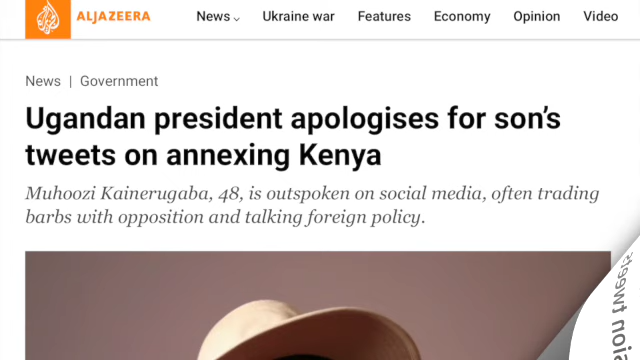 ALJAZEERA News Ukraine war Features Economy Opinion Video
News | Government
Ugandan president apologises for son's
tweets on annexing Kenya
Muhoozi Kainerugaba, 48, is outspoken on social media, often trading
barbs with opposition and talking foreign policy.